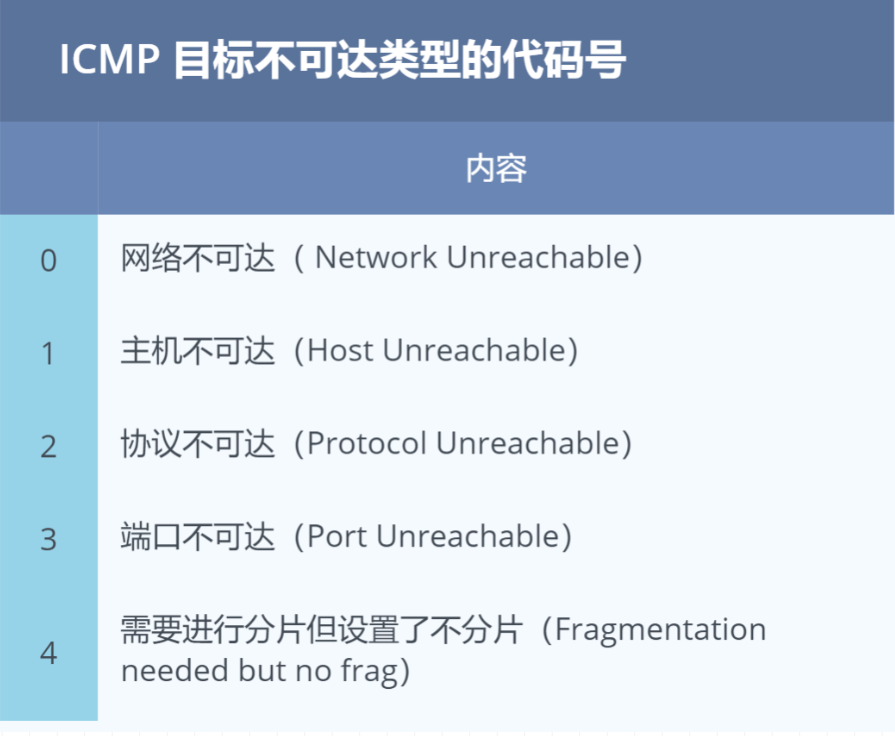 ICMP 目标不可达类型的代码号
内容
0 网络不可达（ Network Unreachable）
1 主机不可达（Host Unreachable）
2 协议不可达（Protocol Unreachable）
3 端口不可达（Port Unreachable）
4 需要进行分片但设置了不分片（Fragmentation
needed but no frag）